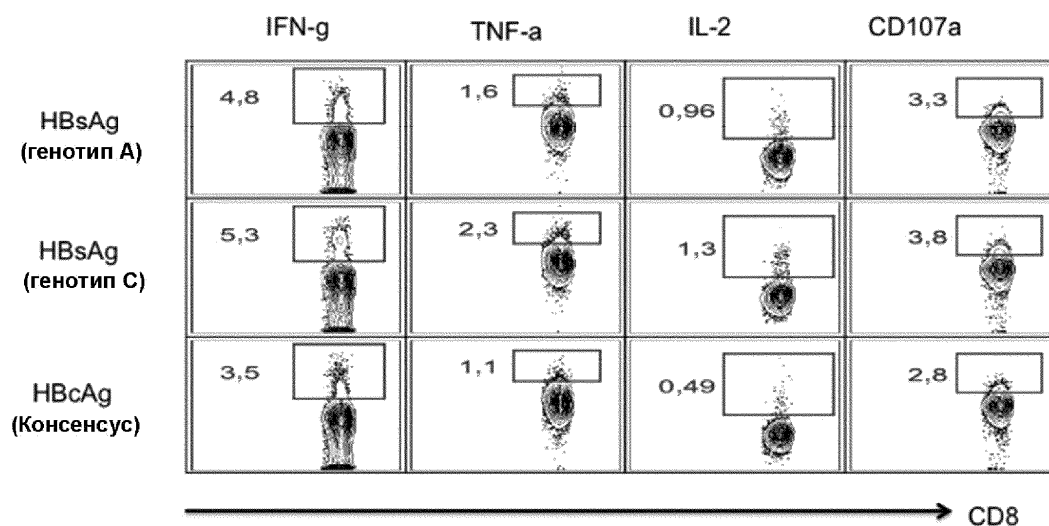 IFN-g TNF-a IL-2 CD107a
HBsAg
(генотип А)
4,8 1,6 0,96 3,3
HBsAg
(генотип С)
5,3 2,3 1,3 3,8
HBcAg
(Консенсус)
3,5 1,1 0,49 2,8
CD8